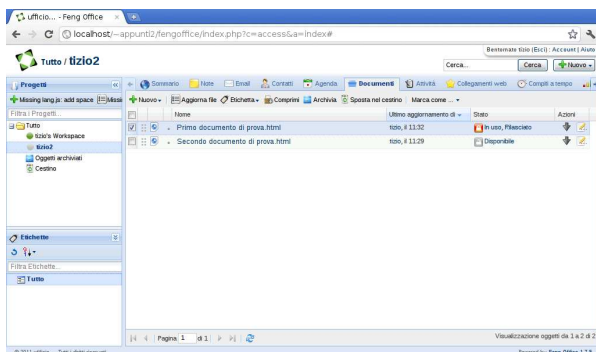 ufficio... - Feng Office
localhost/~appunti2/fengoffice/index.php?c=access&a=index#
Bentornate tizio (Esci) : Account | Aiuto
Tutto / tizio2
Cerca... Cerca Nuovo
Progetti
Sommario Note Email Contatti Agenda Documenti Attività Collegamenti web Compiti a tempo
Missing lang.js: add space Missi
Nuovo Aggiorna file Etichetta Comprimi Archivia Sposta nel cestino Marca come ...
Filtra i Progetti...
Nome Ultimo aggiornamento di Stato Azioni
Tutto
tizio's Workspace
tizio2
Oggetti archiviati
Cestino
Primo documento di prova.html tizio, il 11:32 In uso, Rilasciato
Secondo documento di prova.html tizio, il 11:29 Disponibile
Etichette
Filtra Etichette...
Tutto
Pagina 1 di 1
Visualizzazione oggetti da 1 a 2 di 2